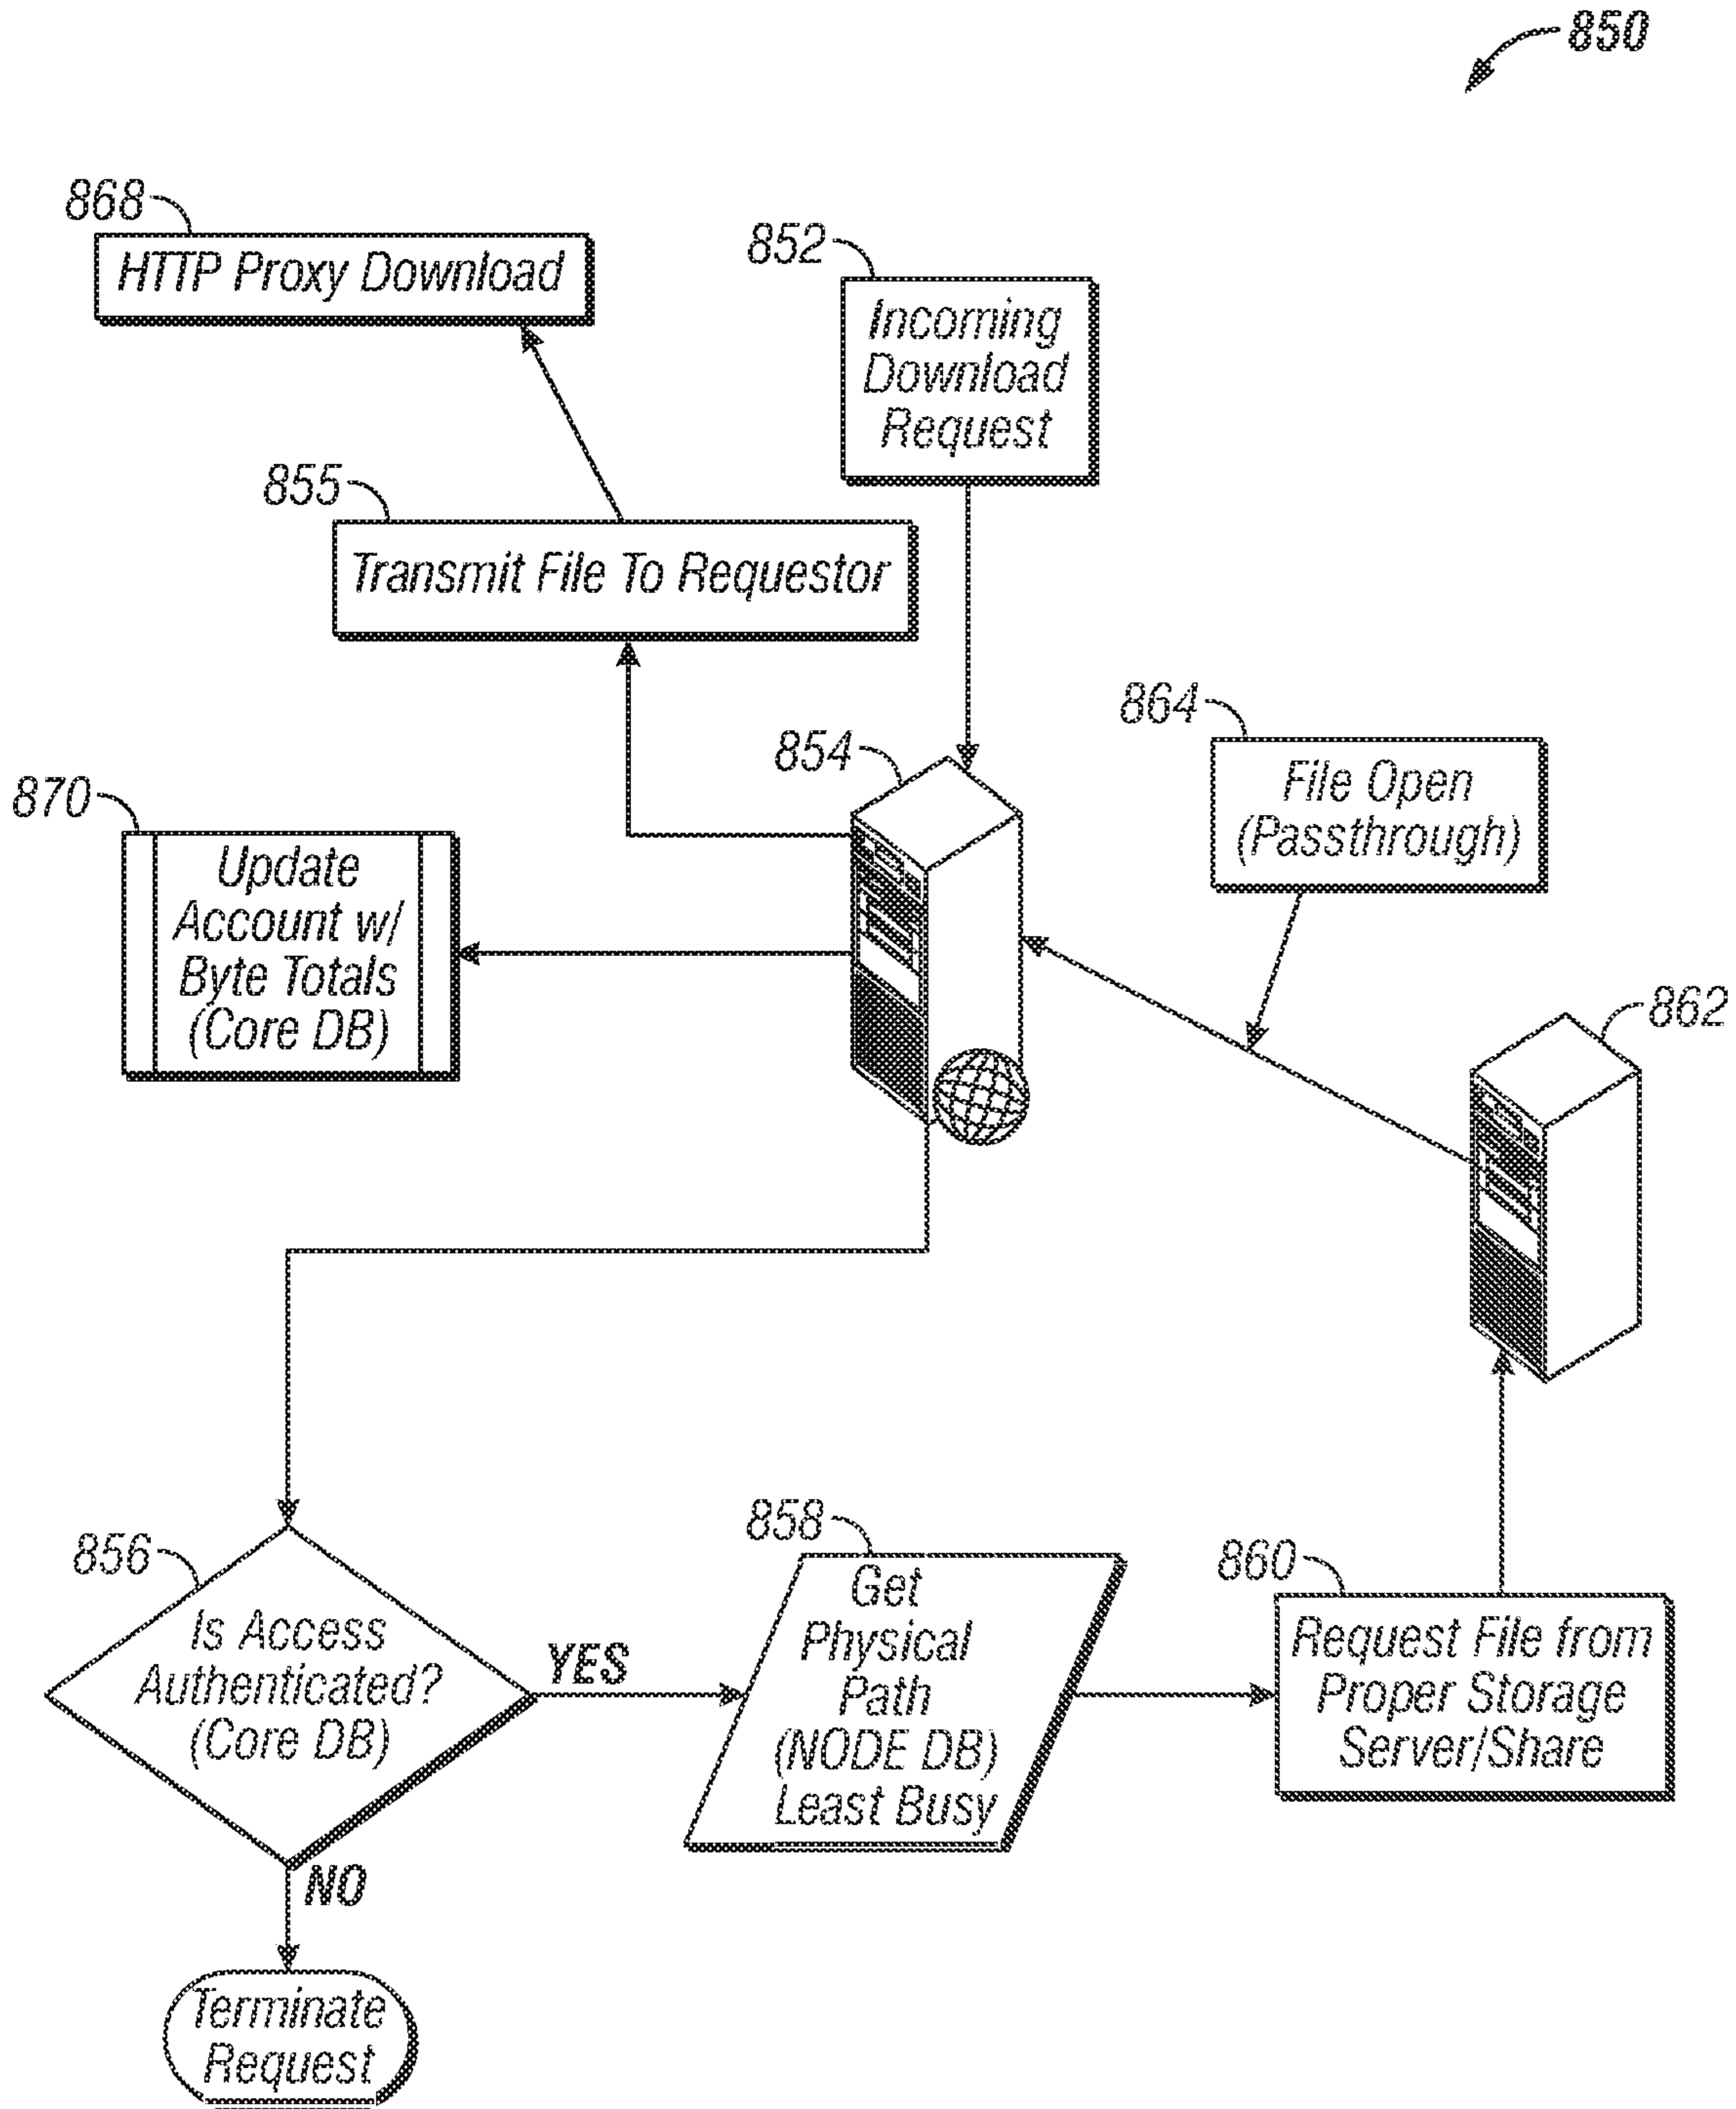 850
868
HTTP Proxy Download
852
Incoming
Download
Request
855
Transmit File To Requestor
864
File Open
(Passthrough)
854
870
Update
Account w/
Byte Totals
(Core DB)
862
856
Is Access
Authenticated?
(Core DB)
YES
NO
858
Get
Physical
Path
(NODE DB)
Least Busy
860
Request File from
Proper Storage
Server/Share
Terminate
Request